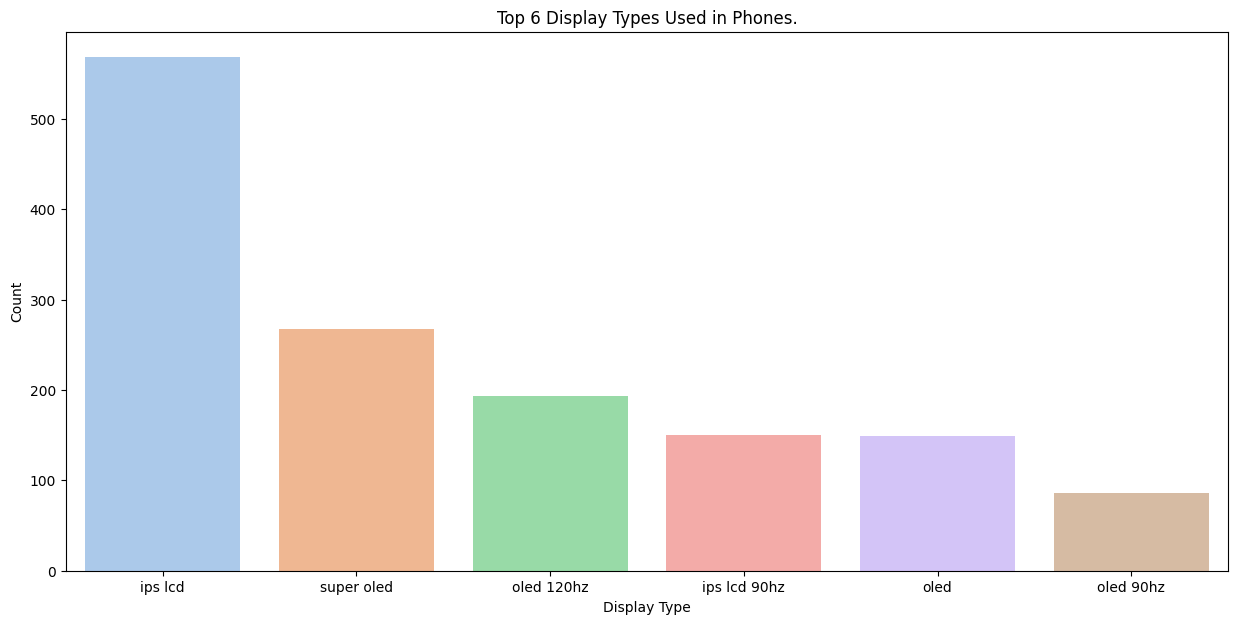 Top 6 Display Types Used in Phones.
500
400
300
200
100
0
Count
ips lcd
super oled
oled 120hz
ips lcd 90hz
oled
oled 90hz
Display Type